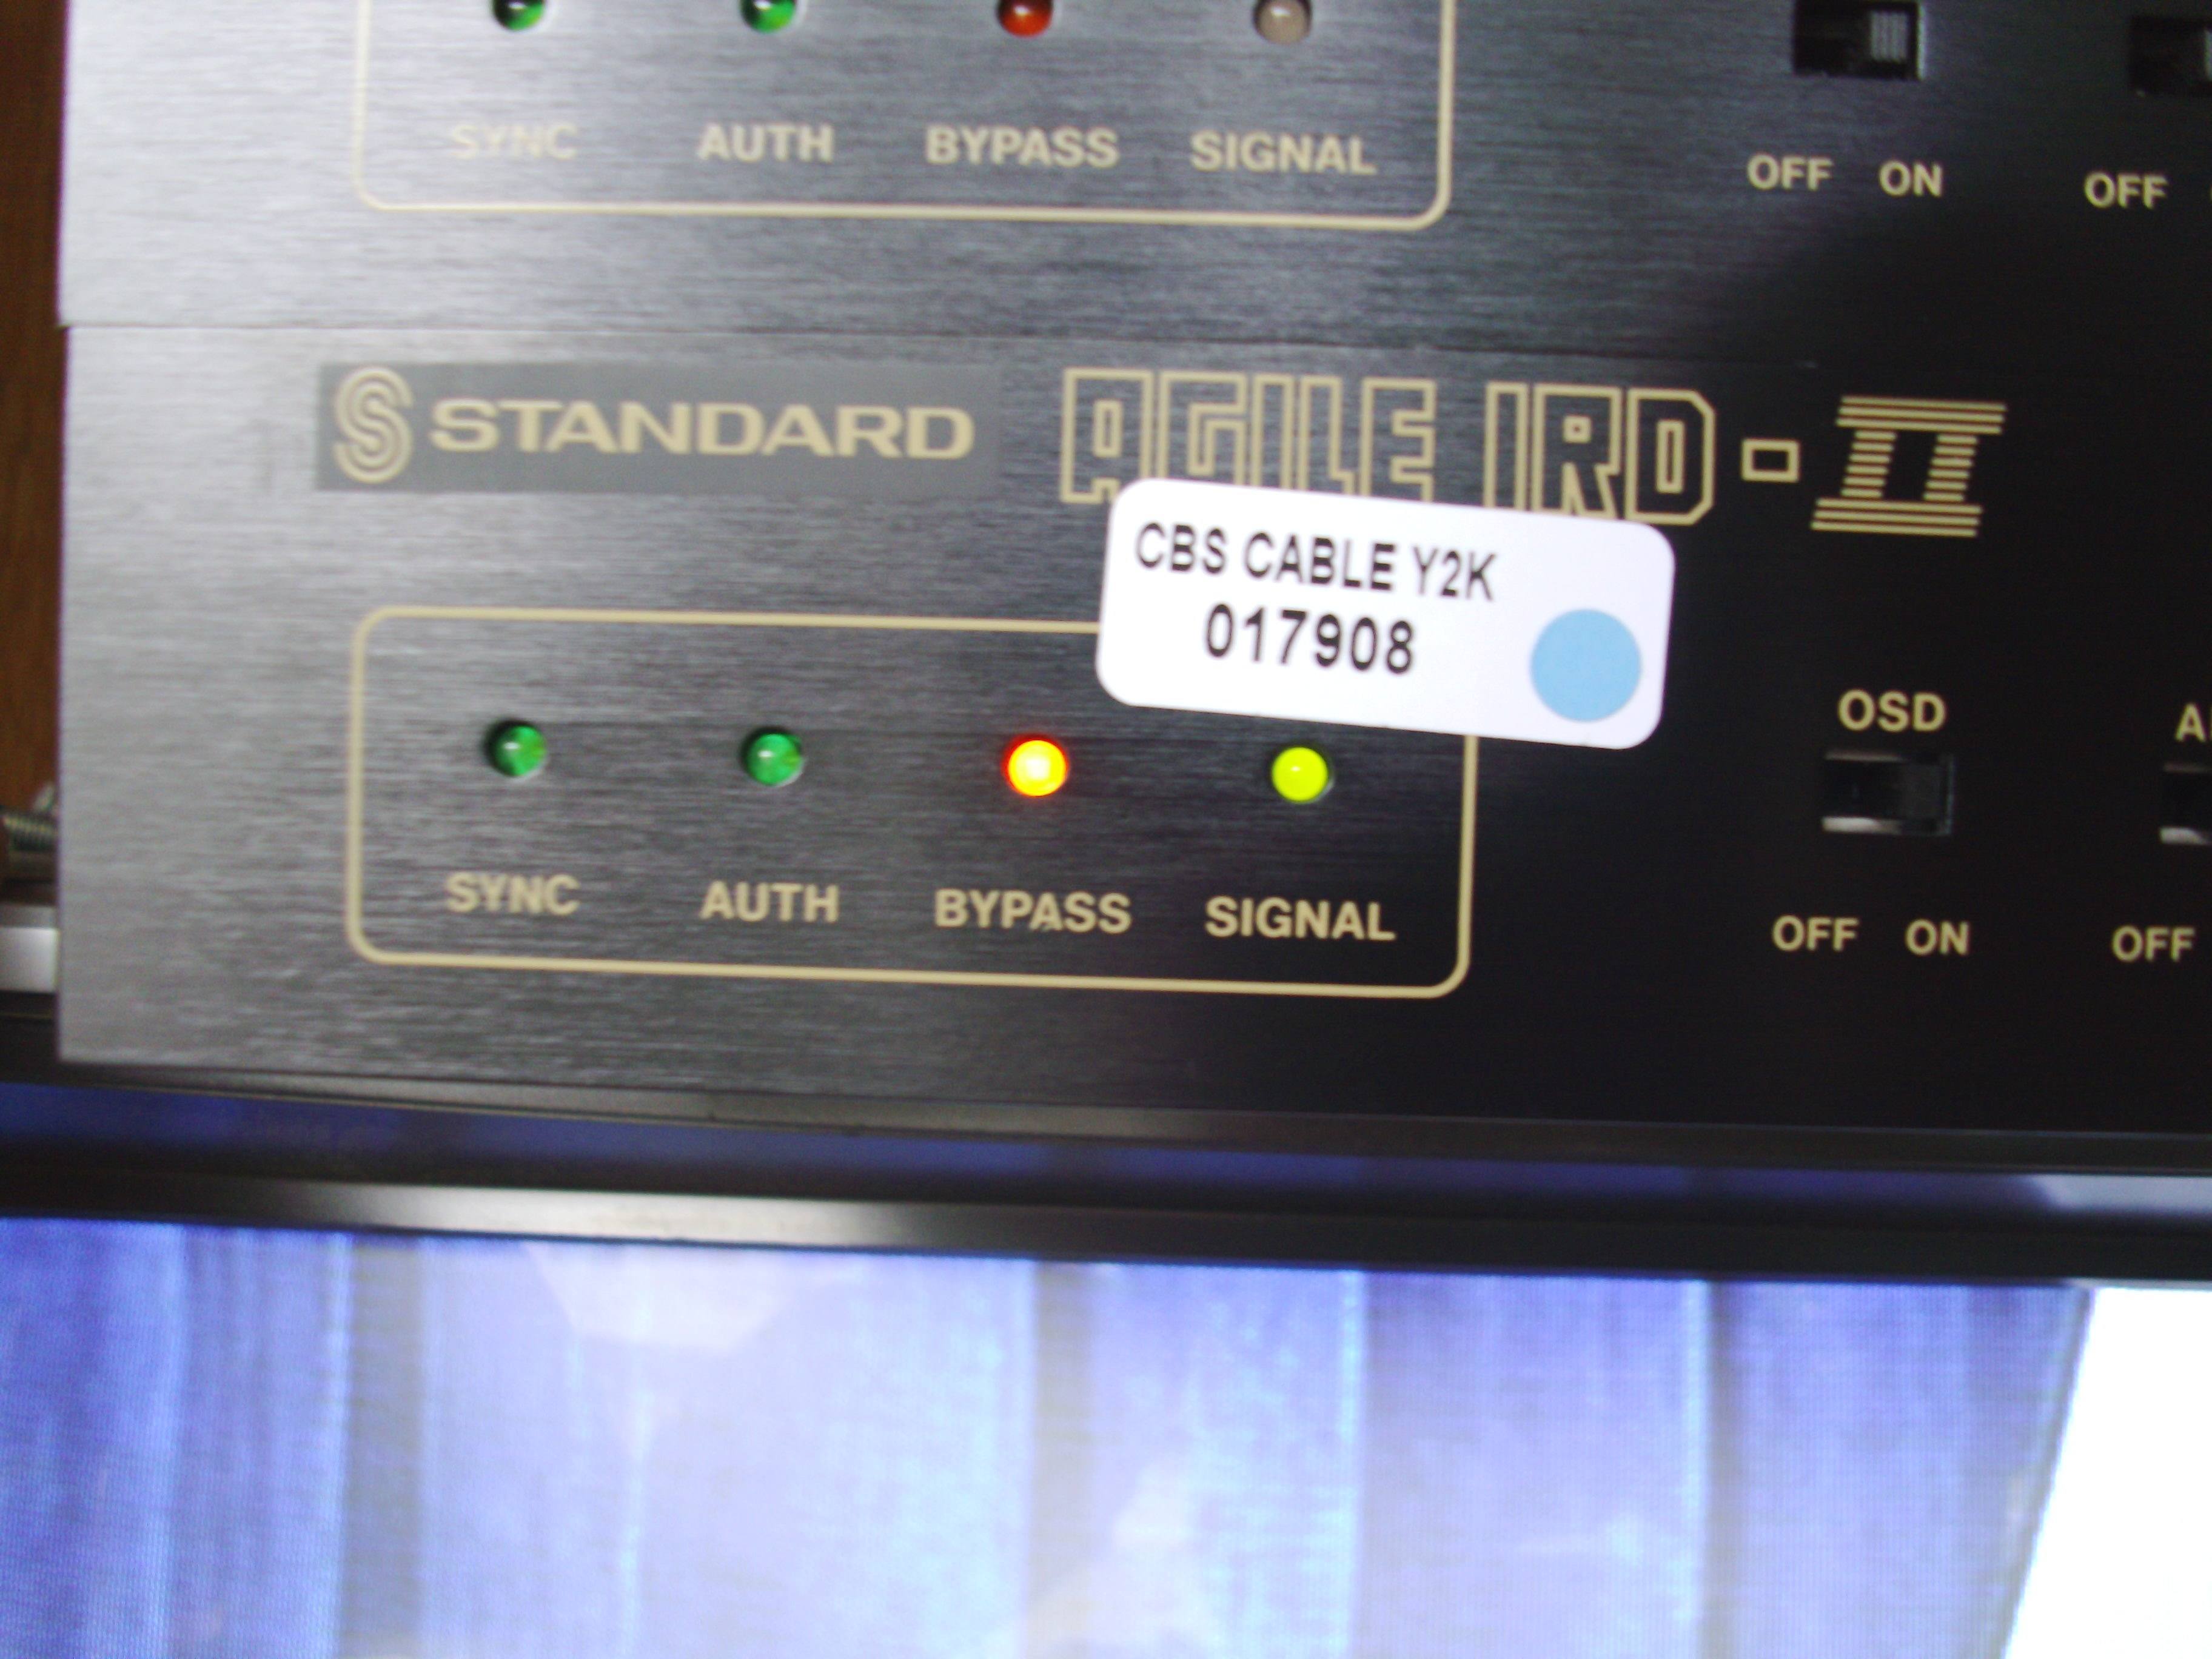 SYNC AUTH BYPASS SIGNAL
OFF ON OFF
STANDARD AGILE IRD-II
CBS CABLE Y2K
017908
OSD
SYNC AUTH BYPASS SIGNAL
OFF ON OFF